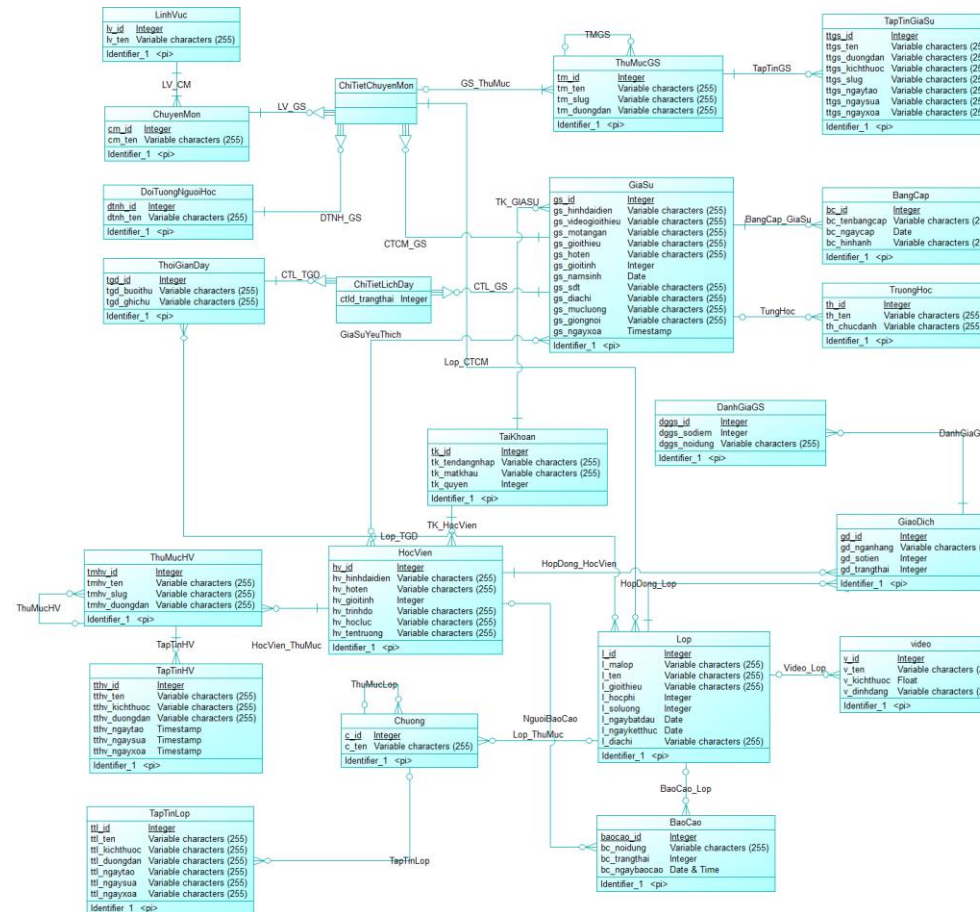 LinhVuc
lv_id Integer
lv_ten Variable characters (255)
Identifier_1 <pi>
LV_CM
ChuyenMon
cm_id Integer
cm_ten Variable characters (255)
Identifier_1 <pi>
LV_GS
ChiTietChuyenMon
GS_ThuMuc
TMGS
ThuMucGS
tm_id Integer
tm_ten Variable characters (255)
tm_slug Variable characters (255)
tm_duongdan Variable characters (255)
Identifier_1 <pi>
TapTinGS
TapTinGiaSu
ttgs_id Integer
ttgs_ten Variable characters
ttgs_duongdan Variable characters
ttgs_kichthuoc Variable characters
ttgs_slug Variable characters
ttgs_ngaytao Variable characters
ttgs_ngaysua Variable characters
ttgs_ngayxoa Variable characters
Identifier_1 <pi>
DoiTuongNguoiHoc
dtnh_id Integer
dtnh_ten Variable characters (255)
Identifier_1 <pi>
DTNH_GS
CTCM_GS
TK_GIASU
GiaSu
gs_id Integer
gs_hinhdaidien Variable characters (255)
gs_videogioithieu Variable characters (255)
gs_motangan Variable characters (255)
gs_gioithieu Variable characters (255)
gs_hoten Variable characters (255)
gs_gioitinh Integer
gs_namsinh Date
gs_sdt Variable characters (255)
gs_diachi Variable characters (255)
gs_mucluong Variable characters (255)
gs_giongnoi Variable characters (255)
gs_ngayxoa Timestamp
Identifier_1 <pi>
BangCap_GiaSu
BangCap
bc_id Integer
bc_tenbangcap Variable characters
bc_ngaycap Date
bc_hinhanh Variable characters
Identifier_1 <pi>
ThoiGianDay
tgd_id Integer
tgd_buoithu Variable characters (255)
tgd_ghichu Variable characters (255)
Identifier_1 <pi>
CTL_TGD
ChiTietLichDay
ctld_trangthai Integer
CTL_GS
TungHoc
TruongHoc
th_id Integer
th_ten Variable characters (255)
th_chucdanh Variable characters (255)
Identifier_1 <pi>
GiaSuYeuThich
Lop_CTCM
TaiKhoan
tk_id Integer
tk_tendangnhap Variable characters (255)
tk_matkhau Variable characters (255)
tk_quyen Integer
Identifier_1 <pi>
DanhGiaGS
dggs_id Integer
dggs_sodiem Integer
dggs_noidung Variable characters (255)
Identifier_1 <pi>
DanhGiaG
GiaoDich
gd_id Integer
gd_nganhang Variable characters
gd_sotien Integer
gd_trangthai Integer
Identifier_1 <pi>
TK_HocVien
Lop_TGD
ThuMucHV
tmhv_id Integer
tmhv_ten Variable characters (255)
tmhv_slug Variable characters (255)
tmhv_duongdan Variable characters (255)
Identifier_1 <pi>
ThuMucHV
HocVien_ThuMuc
HocVien
hv_id Integer
hv_hinhdaidien Variable characters (255)
hv_hoten Variable characters (255)
hv_gioitinh Integer
hv_trinhdo Variable characters (255)
hv_hocluc Variable characters (255)
hv_tentruong Variable characters (255)
Identifier_1 <pi>
HopDong_HocVien
HopDong_Lop
TapTinHV
TapTinHV
tthv_id Integer
tthv_ten Variable characters (255)
tthv_kichthuoc Variable characters (255)
tthv_duongdan Variable characters (255)
tthv_ngaytao Timestamp
tthv_ngaysua Timestamp
tthv_ngayxoa Timestamp
Identifier_1 <pi>
ThuMucLop
Chuong
c_id Integer
c_ten Variable characters (255)
Identifier_1 <pi>
NguoiBaoCao
Lop_ThuMuc
Lop
l_id Integer
l_malop Variable characters (255)
l_ten Variable characters (255)
l_gioithieu Variable characters (255)
l_hocphi Integer
l_soluong Integer
l_ngaybatdau Date
l_ngayketthuc Date
l_diachi Variable characters (255)
Identifier_1 <pi>
Video_Lop
video
v_id Integer
v_ten Variable characters
v_kichthuoc Float
v_dinhdang Variable characters
Identifier_1 <pi>
BaoCao_Lop
BaoCao
baocao_id Integer
bc_noidung Variable characters (255)
bc_trangthai Integer
bc_ngaybaocao Date & Time
Identifier_1 <pi>
TapTinLop
TapTinLop
ttl_id Integer
ttl_ten Variable characters (255)
ttl_kichthuoc Variable characters (255)
ttl_duongdan Variable characters (255)
ttl_ngaytao Variable characters (255)
ttl_ngaysua Variable characters (255)
ttl_ngayxoa Variable characters (255)
Identifier_1 <pi>